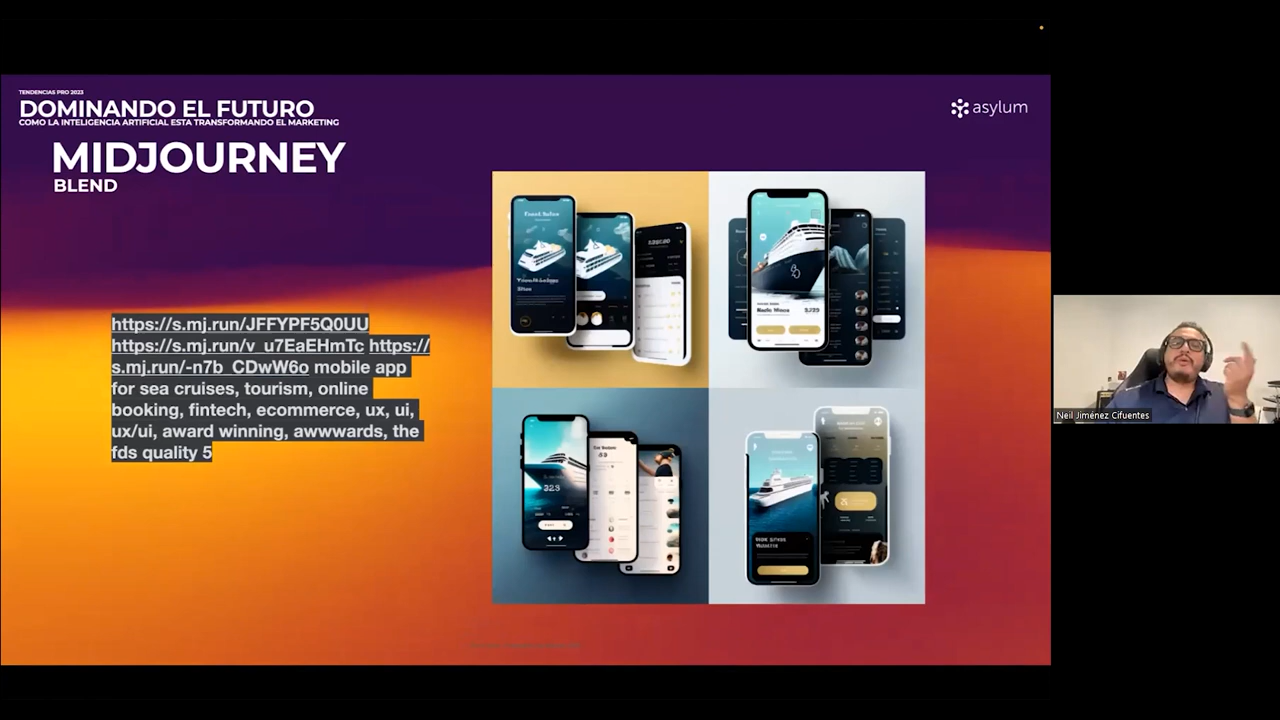 TENDENCIAS PRO 2023
DOMINANDO EL FUTURO
COMO LA INTELIGENCIA ARTIFICIAL ESTA TRANSFORMANDO EL MARKETING
asylum
MIDJOURNEY
BLEND
https://s.mj.run/JFFYPF5Q0UU
https://s.mj.run/v_u7EaEHmTc https://
s.mj.run/-n7b_CDwW6o mobile app
for sea cruises, tourism, online
booking, fintech, ecommerce, ux, ui,
ux/ui, award winning, awwwards, the
fds quality 5
Neil Jiménez Cifuentes